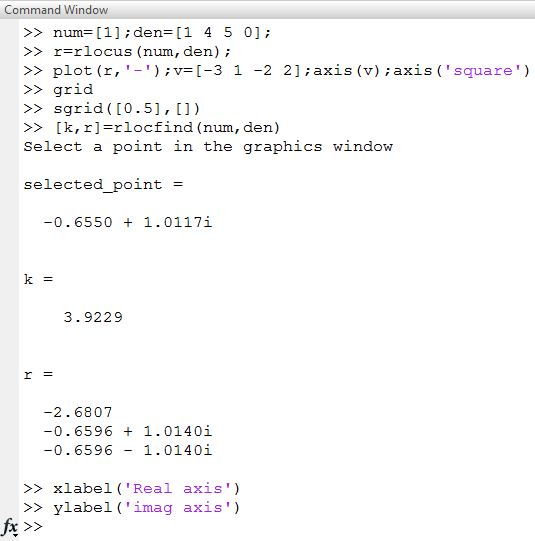 Command Window
>> num=[1];den=[1 4 5 0];
>> r=rlocus(num,den);
>> plot(r,'-');v=[-3 1 -2 2];axis(v);axis('square')
>> grid
>> sgrid([0.5],[])
>> [k,r]=rlocfind(num,den)
Select a point in the graphics window
selected_point =
-0.6550 + 1.0117i
k =
3.9229
r =
-2.6807
-0.6596 + 1.0140i
-0.6596 - 1.0140i
>> xlabel('Real axis')
>> ylabel('imag axis')
fx >>